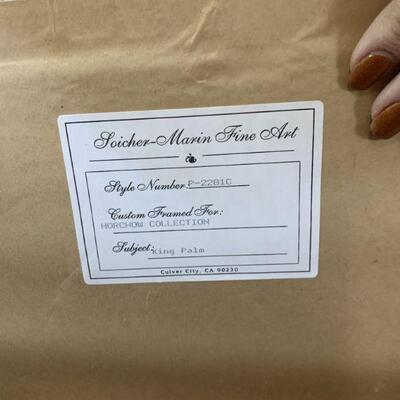 Soicher-Marin Fine Art
Style Number P-2281C
Custom Framed For:
HORCHOW COLLECTION
Subject: King Palm
Culver City, CA 90230